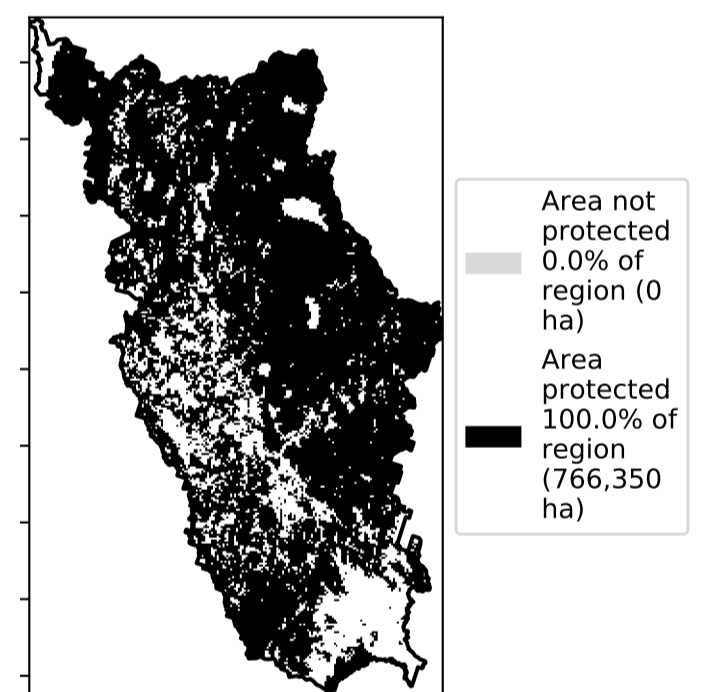 Area not
protected
0.0% of
region (0
ha)
Area
protected
100.0% of
region
(766,350
ha)